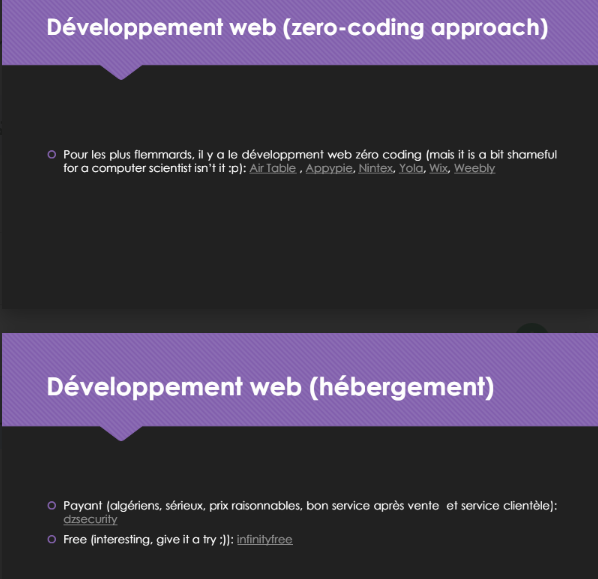 Développement web (zero-coding approach)
Pour les plus flemmards, il y a le développment web zéro coding (mais it is a bit shameful
for a computer scientist isn't it :p): Air Table , Appypie, Nintex, Yola, Wix, Weebly
Développement web (hébergement)
Payant (algériens, sérieux, prix raisonnables, bon service après vente et service clientèle):
dzsecurity
Free (interesting, give it a try ;)): infinityfree